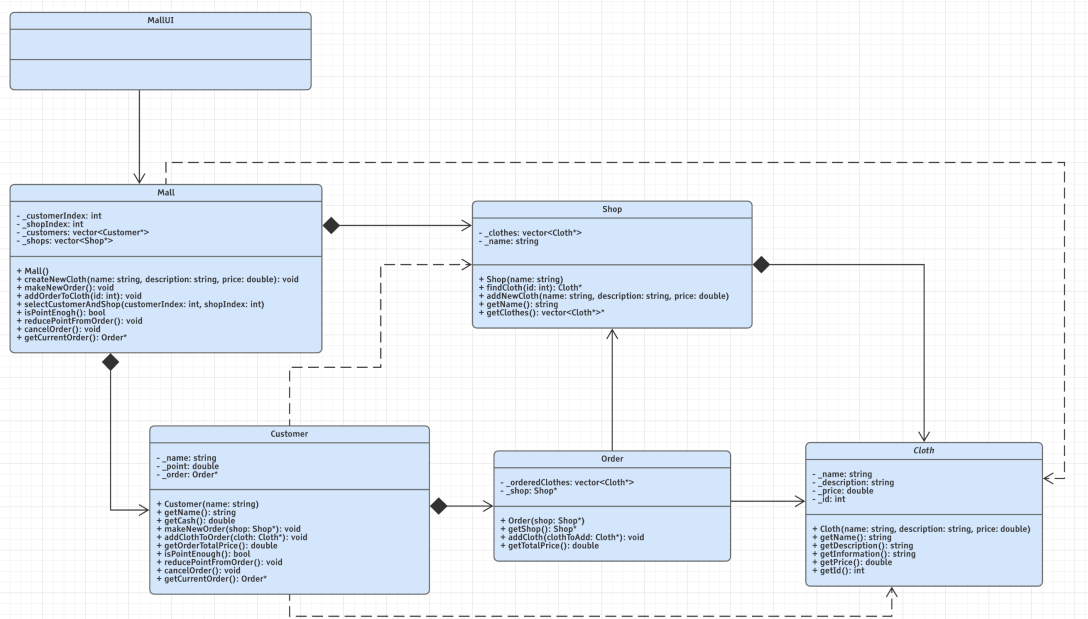 MallUI
Mall
- _customerIndex: int
- _shopIndex: int
- _customers: vector<Customer*>
- _shops: vector<Shop*>
+ Mall()
+ createNewCloth(name: string, description: string, price: double): void
+ makeNewOrder(): void
+ addOrderToCloth(id: int): void
+ selectCustomerAndShop(customerIndex: int, shopIndex: int)
+ isPointEnogh(): bool
+ reducePointFromOrder(): void
+ cancelOrder(): void
+ getCurrentOrder(): Order*
Shop
- _clothes: vector<Cloth*>
- _name: string
+ Shop(name: string)
+ findCloth(id: int): Cloth*
+ addNewCloth(name: string, description: string, price: double)
+ getName(): string
+ getClothes(): vector<Cloth*>*
Customer
- _name: string
- _point: double
- _order: Order*
+ Customer(name: string)
+ getName(): string
+ getCash(): double
+ makeNewOrder(shop: Shop*): void
+ addClothToOrder(cloth: Cloth*): void
+ getOrderTotalPrice(): double
+ isPointEnough(): bool
+ reducePointFromOrder(): void
+ cancelOrder(): void
+ getCurrentOrder(): Order*
Order
- _orderedClothes: vector<Cloth*>
- _shop: Shop*
+ Order(shop: Shop*)
+ getShop(): Shop*
+ addCloth(clothToAdd: Cloth*): void
+ getTotalPrice(): double
Cloth
- _name: string
- _description: string
- _price: double
- _id: int
+ Cloth(name: string, description: string, price: double)
+ getName(): string
+ getDescription(): string
+ getInformation(): string
+ getPrice(): double
+ getId(): int